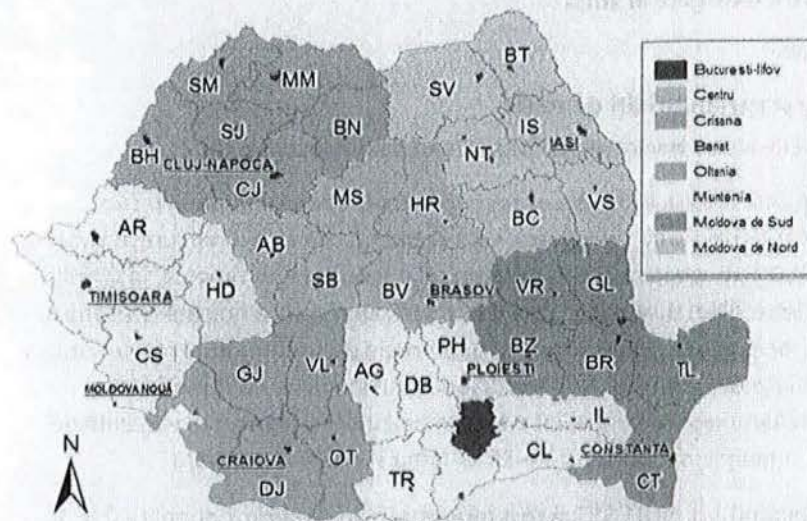 SM
MM
SV
BT
SJ
BN
IS
IASI
BH
CLUJ-NAPOCA
NT
CJ
MS
HR
BC
VS
AR
AB
TIMISOARA
HD
SB
BV
BRASOV
VR
GL
CS
MOLDOVA NOUĂ
GJ
VL
AG
DB
PH
PLOIESTI
BZ
BR
TL
CRAIOVA
DJ
OT
TR
CL
IL
CONSTANTA
CT
N
Bucuresti-Ilfov
Centru
Crisana
Banat
Oltenia
Muntenia
Moldova de Sud
Moldova de Nord